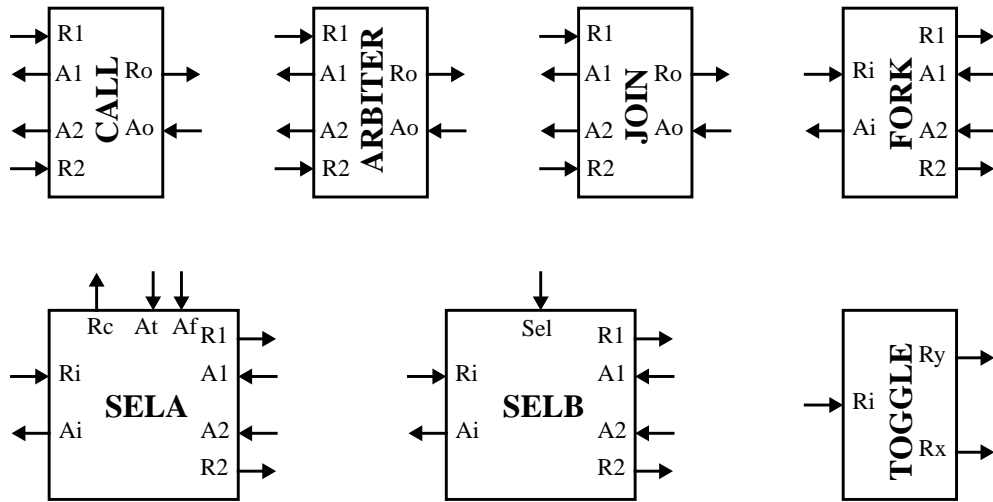 R1
A1
A2
R2
CALL
Ro
Ao
R1
A1
A2
R2
ARBITER
Ro
Ao
R1
A1
A2
R2
JOIN
Ro
Ao
Ri
Ai
FORK
R1
A1
A2
R2
Rc At Af
Ri
Ai
SELA
R1
A1
A2
R2
Sel
Ri
Ai
SELB
R1
A1
A2
R2
Ri
TOGGLE
Ry
Rx